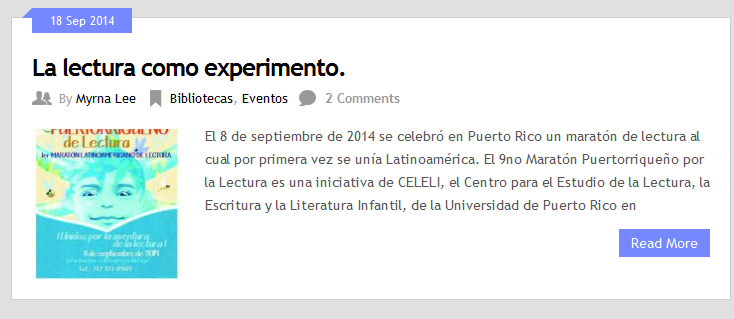 18 Sep 2014
La lectura como experimento.
By Myrna Lee Bibliotecas, Eventos 2 Comments
PUERTORRIQUEÑO
de Lectura
1er MARATÓN LATINOAMERICANO DE LECTURA
¡Unidos por la aventura
de la lectura!
8 de septiembre de 2014
El 8 de septiembre de 2014 se celebró en Puerto Rico un maratón de lectura al
cual por primera vez se unía Latinoamérica. El 9no Maratón Puertorriqueño por
la Lectura es una iniciativa de CELELI, el Centro para el Estudio de la Lectura, la
Escritura y la Literatura Infantil, de la Universidad de Puerto Rico en
Read More